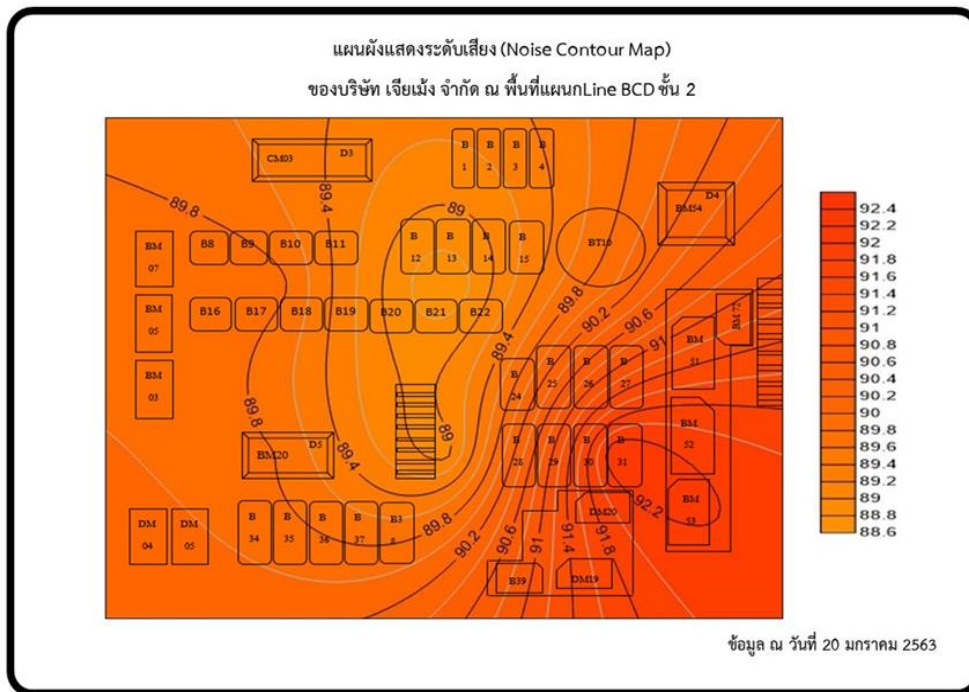 แผนผังแสดงระดับเสียง (Noise Contour Map)
ของบริษัท เจียเม้ง จำกัด ณ พื้นที่แผนกLine BCD ชั้น 2
CM03 D3
B 1 B 2 B 3 B 4
BM54 D4
89.8
89.4
89
B8 B9 B10 B11
B 12 B 13 B 14 B 15
BT10
BM 07
BM 05
BM 03
B16 B17 B18 B19 B20 B21 B22
89.8
90.2
90.6
91
89.4
BM 72
BM 51
B 24 B 25 B 26 B 27
BM 52
BM 53
89.8
89.4
89
BM20 D5
B 28 B 29 B 30 B 31
92.2
DM 04 DM 05
B 34 B 35 B 36 B 37 B3 8
89.8
90.2
90.6
91
91.4
91.8
DM20
B39 DM19
92.4
92.2
92
91.8
91.6
91.4
91.2
91
90.8
90.6
90.4
90.2
90
89.8
89.6
89.4
89.2
89
88.8
88.6
ข้อมูล ณ วันที่ 20 มกราคม 2563